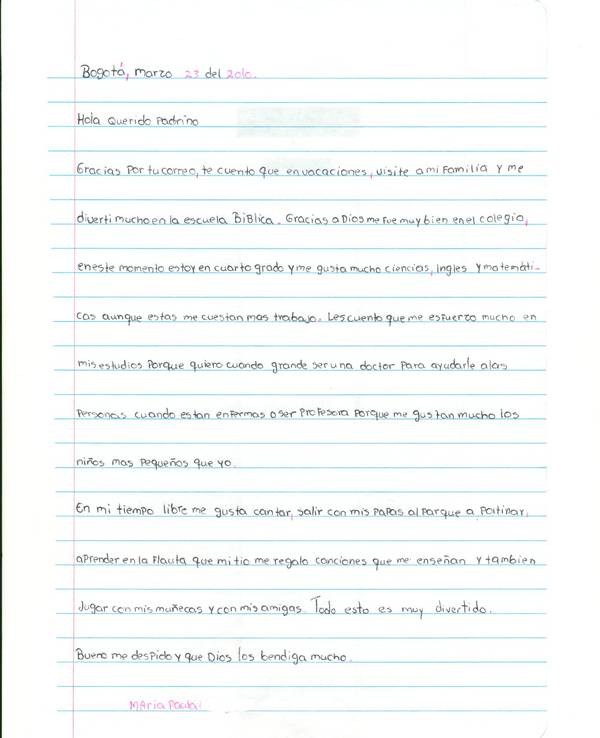 Bogotá, marzo 23 del 2010.
Hola Querido Padrino
Gracias por tu correo, te cuento que en vacaciones, visite a mi Familia y me
diverti mucho en la escuela BiBlica. Gracias a Dios me fue muy bien en el colegio,
en este momento estoy en cuarto grado y me gusta mucho ciencias, Ingles y matemáti-
cas aunque estas me cuestan mas trabajo. Les cuento que me esfuerzo mucho en
mis estudios Porque quiero cuando grande ser una doctor Para ayudarle a las
Personas cuando estan enfermas o ser Profesora Porque me gustan mucho los
niños mas Pequeños que yo.
En mi tiempo libre me gusta cantar, salir con mis PaPas al Parque a Patinar,
aPrender en la Flauta que mi tio me regalo canciones que me enseñan y tambien
Jugar con mis muñecas y con mis amigas. Todo esto es muy divertido.
Bueno me desPido y que Dios los bendiga mucho.
MAria Paula